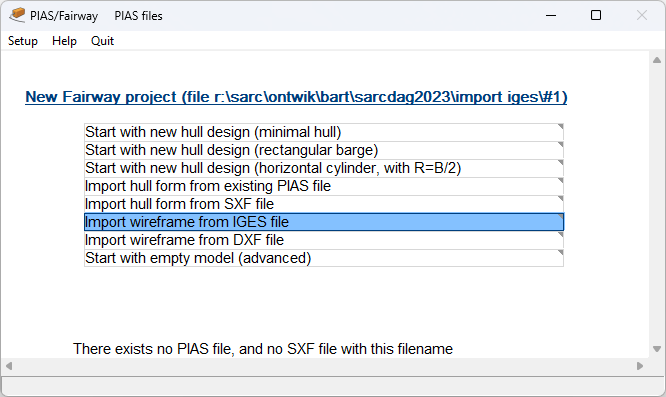 PIAS/Fairway PIAS files
Setup Help Quit
New Fairway project (file r:\sarc\ontwik\bart\sarcdag2023\import iges\#1)
Start with new hull design (minimal hull)
Start with new hull design (rectangular barge)
Start with new hull design (horizontal cylinder, with R=B/2)
Import hull form from existing PIAS file
Import hull form from SXF file
Import wireframe from IGES file
Import wireframe from DXF file
Start with empty model (advanced)
There exists no PIAS file, and no SXF file with this filename